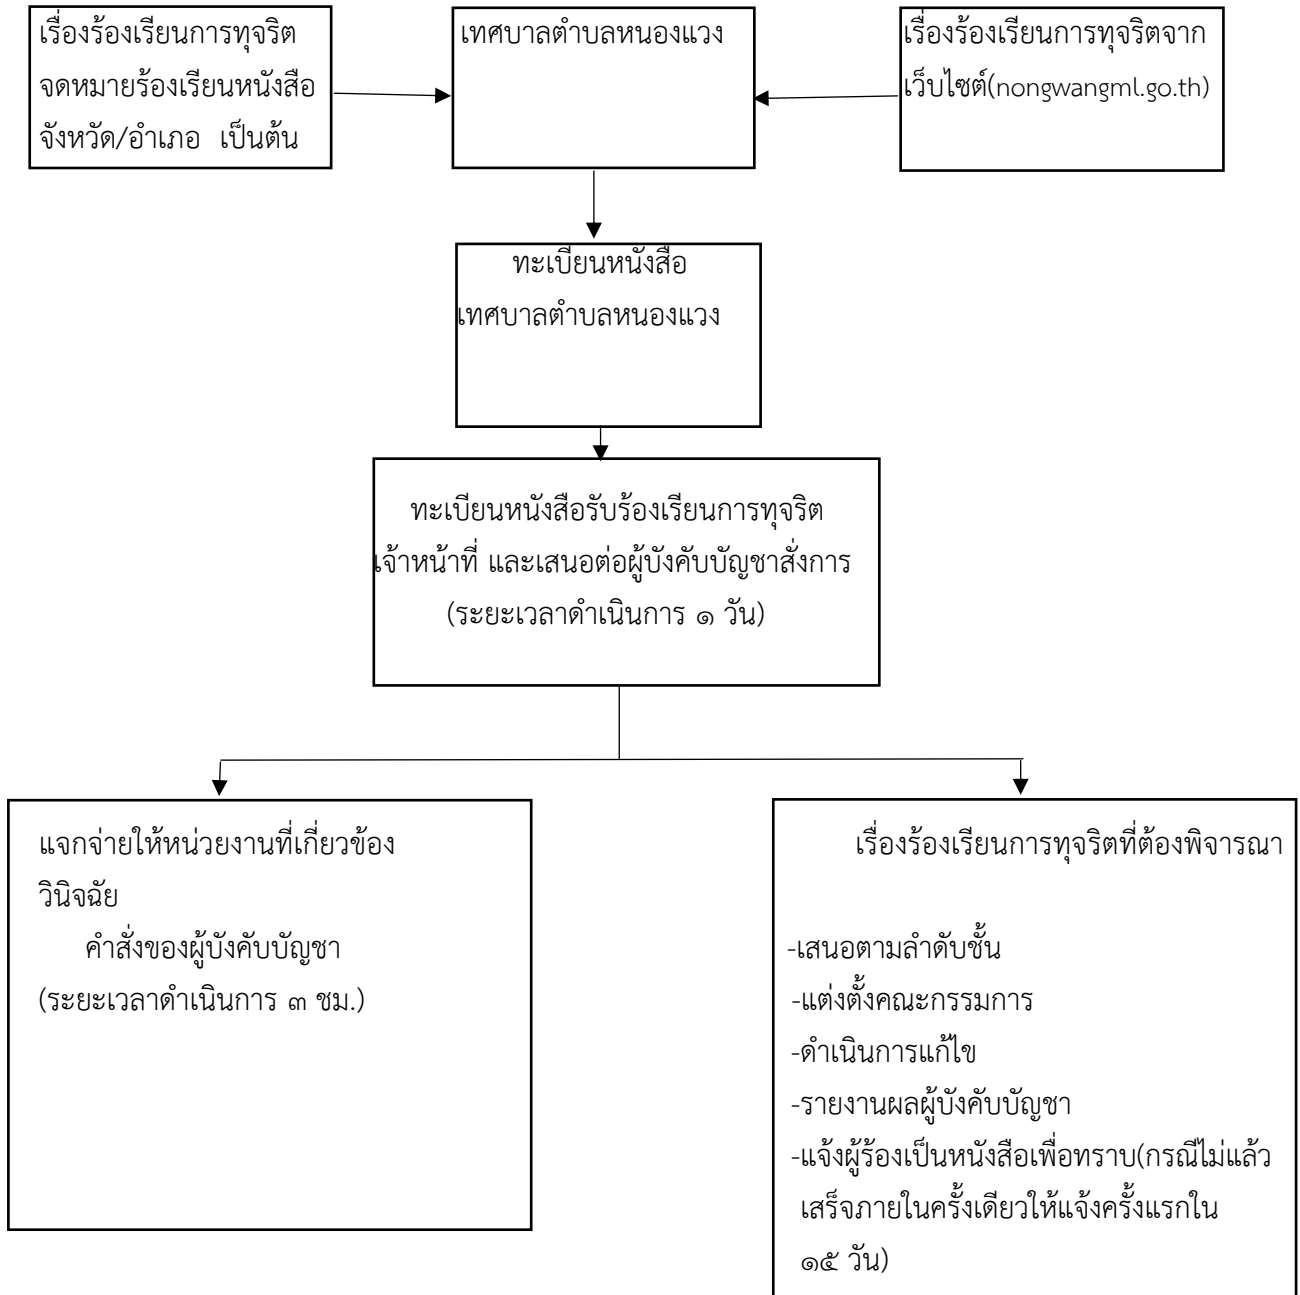 เรื่องร้องเรียนการทุจริต
จดหมายร้องเรียนหนังสือ
จังหวัด/อำเภอ เป็นต้น
เทศบาลตำบลหนองแวง
เรื่องร้องเรียนการทุจริตจาก
เว็บไซต์(nongwangml.go.th)
ทะเบียนหนังสือ
เทศบาลตำบลหนองแวง
ทะเบียนหนังสือรับร้องเรียนการทุจริต
เจ้าหน้าที่ และเสนอต่อผู้บังคับบัญชาสั่งการ
(ระยะเวลาดำเนินการ ๑ วัน)
แจกจ่ายให้หน่วยงานที่เกี่ยวข้อง
วินิจฉัย
คำสั่งของผู้บังคับบัญชา
(ระยะเวลาดำเนินการ ๓ ชม.)
เรื่องร้องเรียนการทุจริตที่ต้องพิจารณา
-เสนอตามลำดับชั้น
-แต่งตั้งคณะกรรมการ
-ดำเนินการแก้ไข
-รายงานผลผู้บังคับบัญชา
-แจ้งผู้ร้องเป็นหนังสือเพื่อทราบ(กรณีไม่แล้ว
เสร็จภายในครั้งเดียวให้แจ้งครั้งแรกใน
๑๕ วัน)